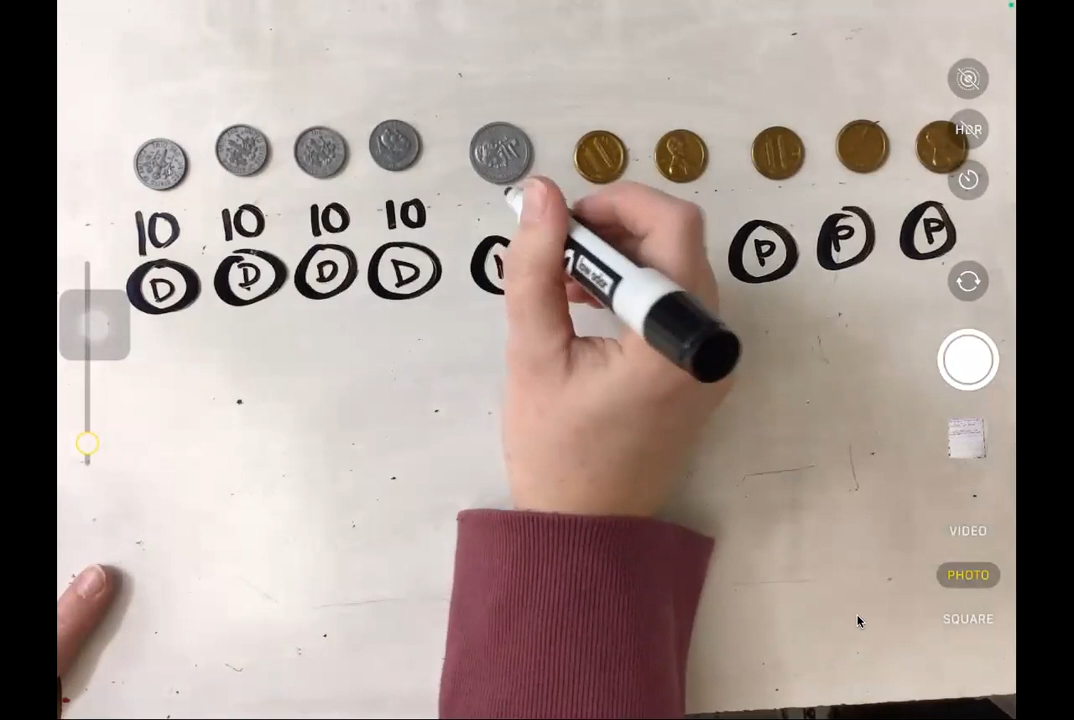 10 10 10 10
D D D D P P P
HDR
VIDEO
PHOTO
SQUARE